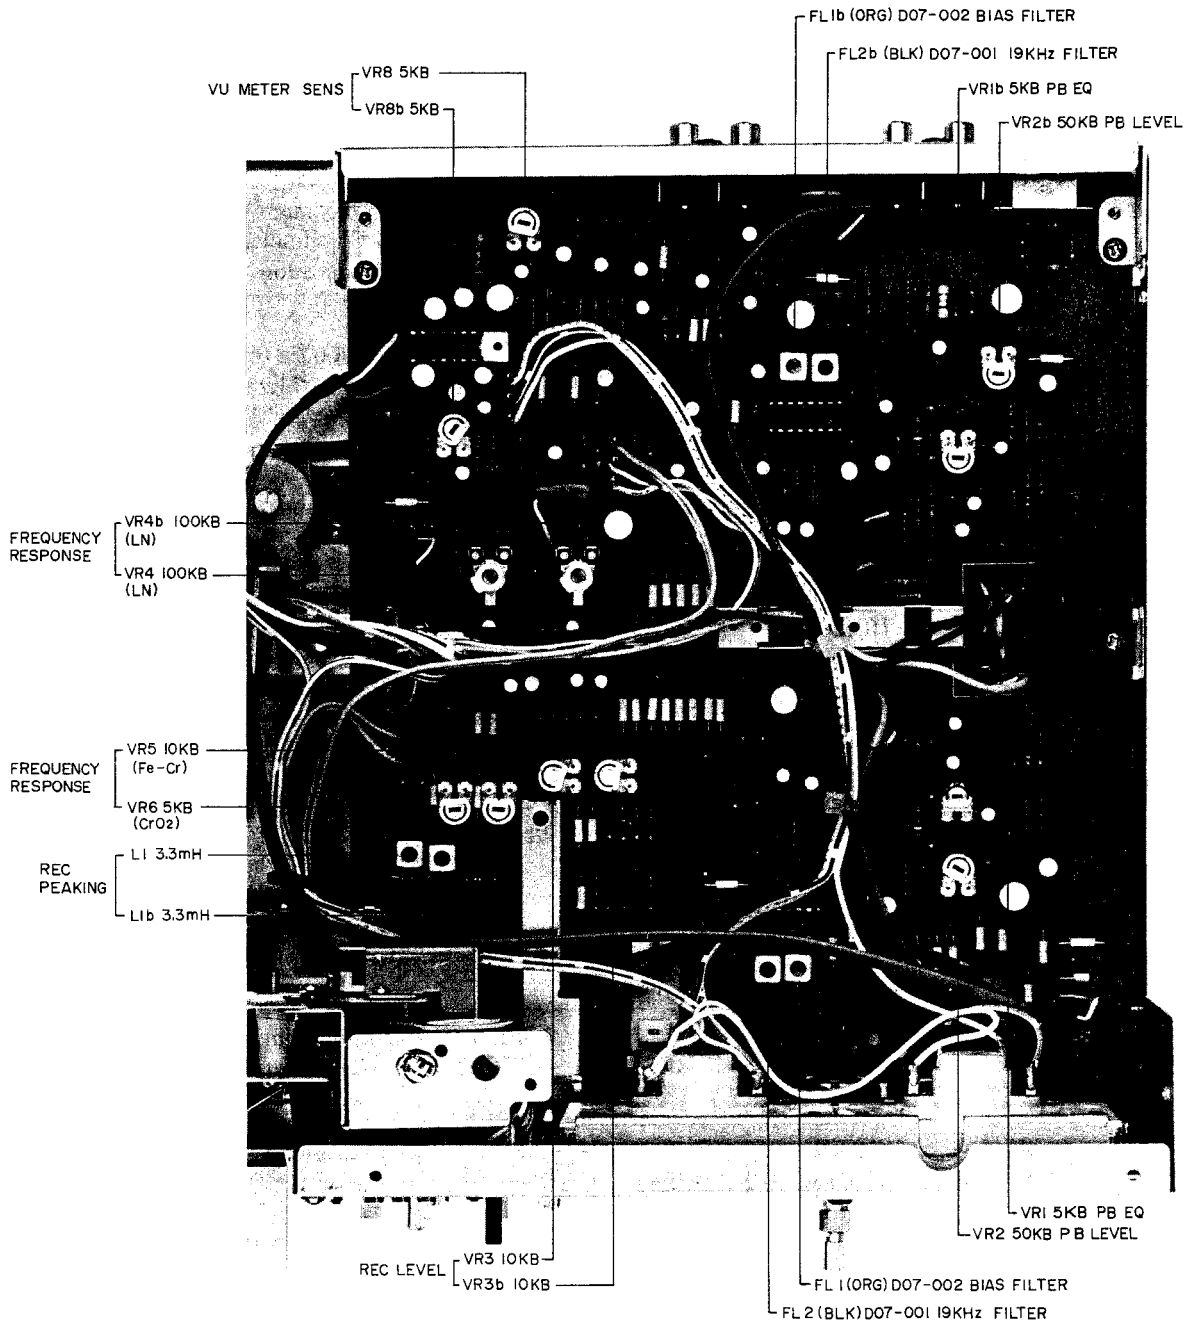 FL1b (ORG) D07-002 BIAS FILTER
FL2b (BLK) D07-001 19KHz FILTER
VU METER SENS
VR8 5KB
VR8b 5KB
VR1b 5KB PB EQ
VR2b 50KB PB LEVEL
FREQUENCY
RESPONSE
VR4b 100KB
(LN)
VR4 100KB
(LN)
FREQUENCY
RESPONSE
VR5 10KB
(Fe-Cr)
VR6 5KB
(CrO2)
REC
PEAKING
L1 3.3mH
L1b 3.3mH
VR1 5KB PB EQ
VR2 50KB PB LEVEL
REC LEVEL
VR3 10KB
VR3b 10KB
FL1 (ORG) D07-002 BIAS FILTER
FL2 (BLK) D07-001 19KHz FILTER